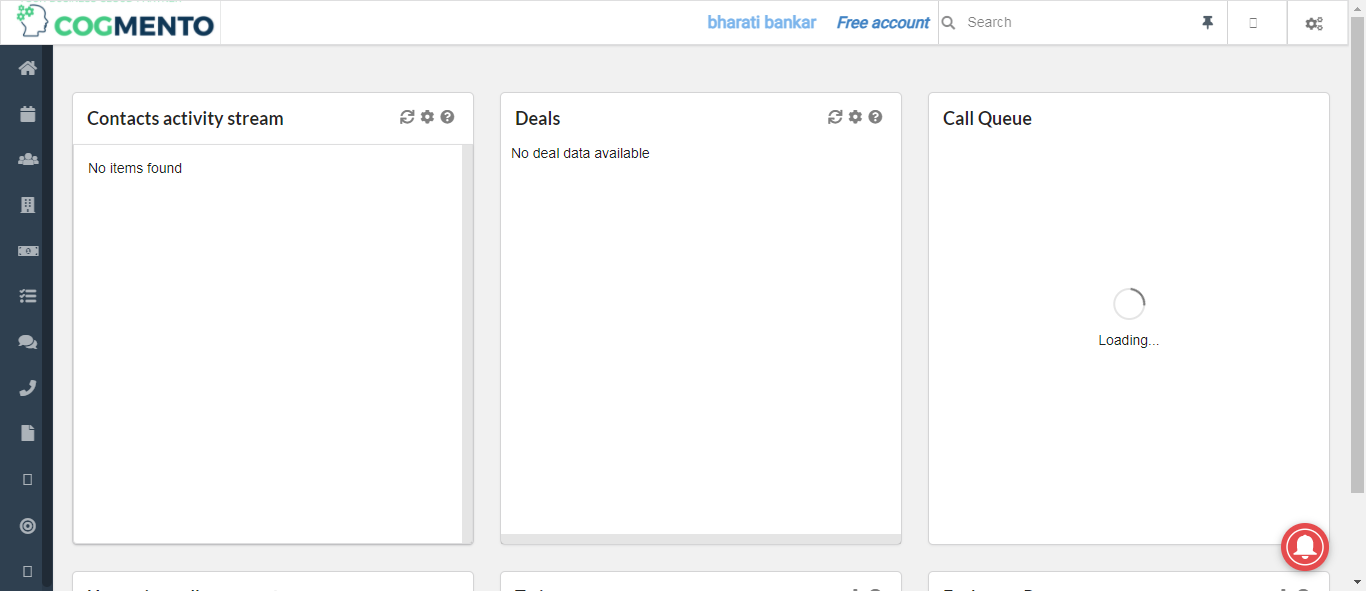 COGMENTO
bharati bankar
Free account
Search
Contacts activity stream
No items found
Deals
No deal data available
Call Queue
Loading...